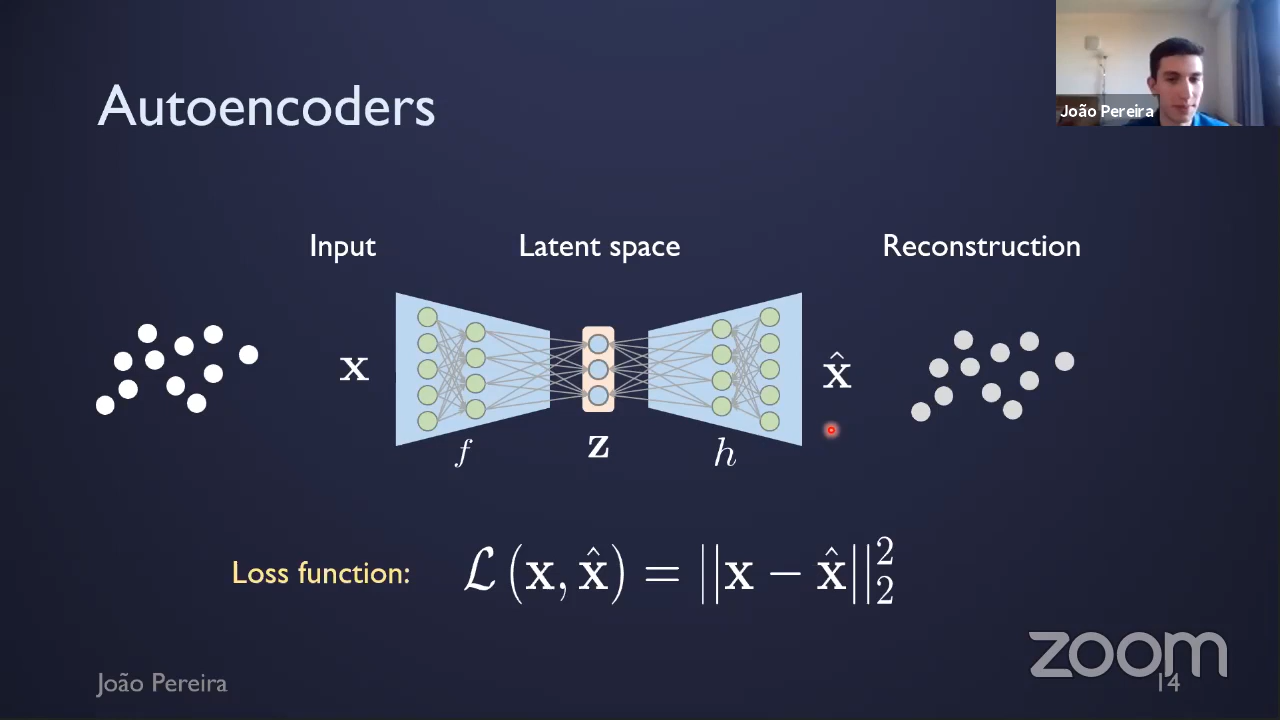 João Pereira
Autoencoders
Input Latent space Reconstruction
x x̂
f z h
Loss function: ℒ(x, x̂) = ||x − x̂||₂²
zoom
João Pereira 14